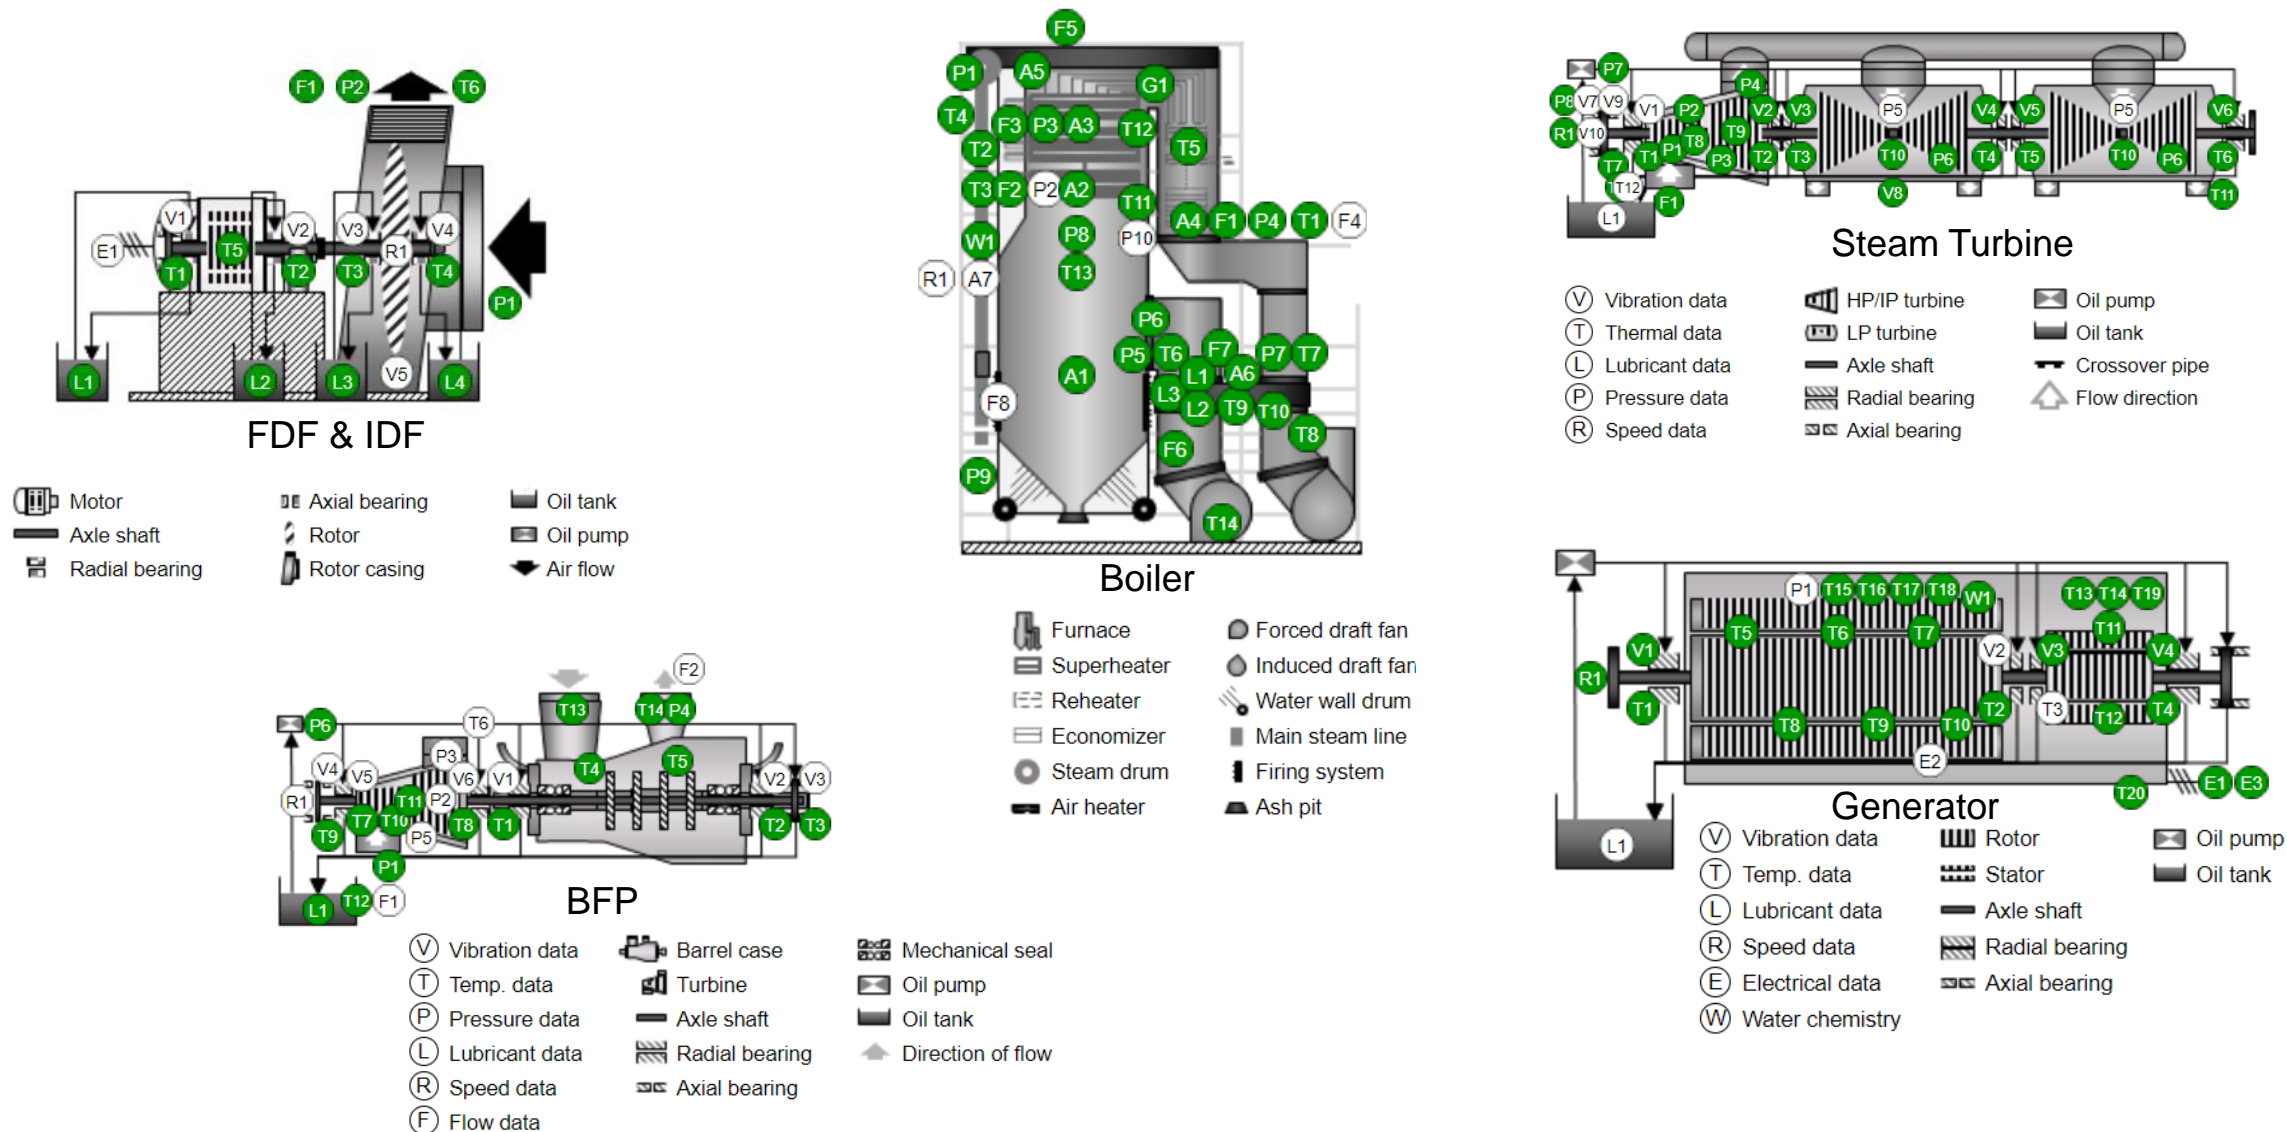 F1 P2 T6
V1 V2 V3 V4
E1 T5 R1
T1 T2 T3 T4
P1
L1 L2 L3 V5 L4
FDF & IDF
Motor
Axle shaft
Radial bearing
Axial bearing
Rotor
Rotor casing
Oil tank
Oil pump
Air flow
F5
P1 A5 G1
T4 F3 P3 A3 T12
T2 T5
T3 F2 P2 A2 T11
A4 F1 P4 T1 F4
W1 P8 P10
R1 A7 T13
P6
P5 T6 F7 P7 T7
A1 L1 A6
F8 L3 L2 T9 T10
F6 T8
P9
T14
Boiler
Furnace
Superheater
Reheater
Economizer
Steam drum
Air heater
Forced draft fan
Induced draft fan
Water wall drum
Main steam line
Firing system
Ash pit
P7
P8 V7 V9 V1 P2 P4 V2 V3 P5 V4 V5 P5 V6
R1 V10 T8 T9
T7 T1 P1 P3 T2 T3 T10 P6 T4 T5 T10 P6 T6
T12 F1 V8 T11
L1
Steam Turbine
V Vibration data
T Thermal data
L Lubricant data
P Pressure data
R Speed data
HP/IP turbine
LP turbine
Axle shaft
Radial bearing
Axial bearing
Oil pump
Oil tank
Crossover pipe
Flow direction
F2
T13 T14 P4
P6 T6
P3 T4 T5
V4 V5 V6 V1 V2 V3
R1 T11 P2
T9 T7 T10 P5 T8 T1 T2 T3
P1
L1 T12 F1
BFP
V Vibration data
T Temp. data
P Pressure data
L Lubricant data
R Speed data
F Flow data
Barrel case
Turbine
Axle shaft
Radial bearing
Axial bearing
Mechanical seal
Oil pump
Oil tank
Direction of flow
P1 T15 T16 T17 T18 W1 T13 T14 T19
T5 T6 T7 T11
V1 V2 V3 V4
R1
T1 T2 T3 T4
T8 T9 T10 T12
E2
T20 E1 E3
L1
Generator
V Vibration data
T Temp. data
L Lubricant data
R Speed data
E Electrical data
W Water chemistry
Rotor
Stator
Axle shaft
Radial bearing
Axial bearing
Oil pump
Oil tank